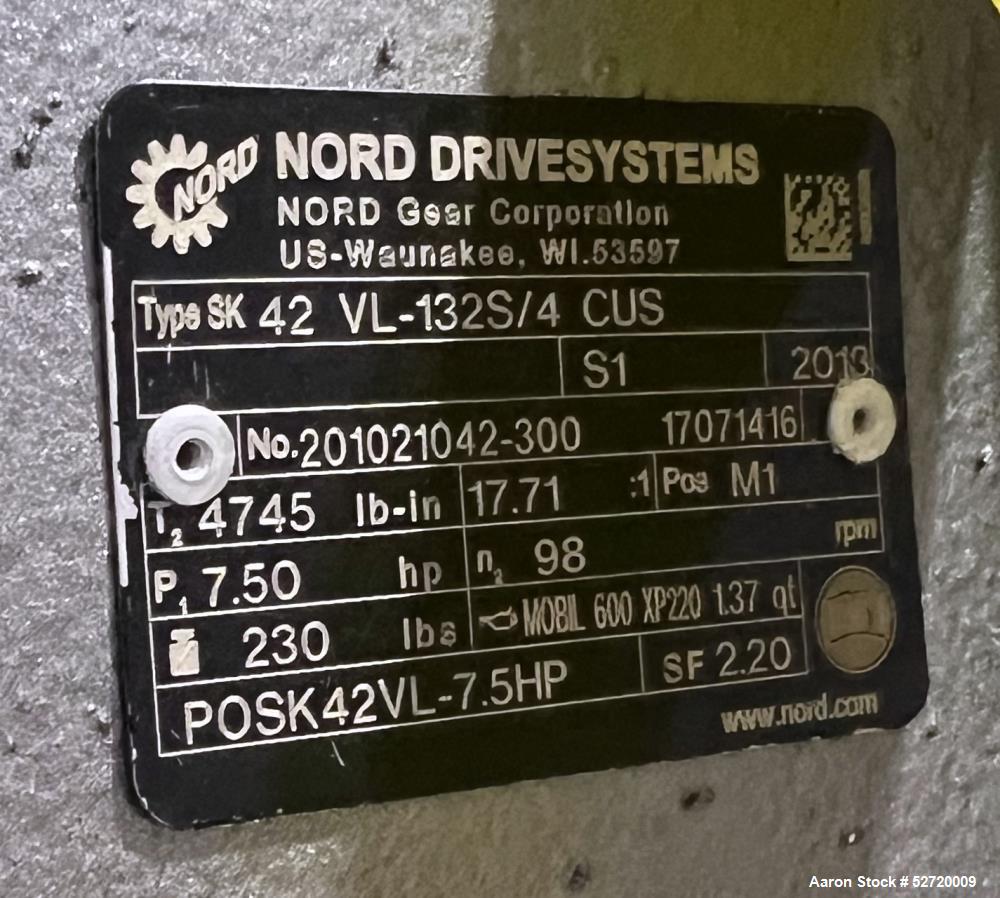 NORD NORD DRIVESYSTEMS
NORD Gear Corporation
US-Waunakee, WI.53597
Type SK 42 VL-132S/4 CUS
S1 2013
No.201021042-300 17071416
T2 4745 lb-in 17.71 :1 Pos M1
P1 7.50 hp n2 98 rpm
230 lbs MOBIL 600 XP220 1.37 qt
POSK42VL-7.5HP SF 2.20
www.nord.com
Aaron Stock # 52720009